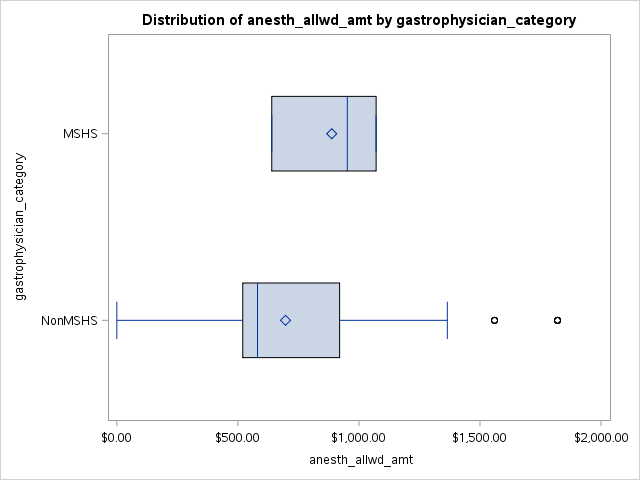 Distribution of anesth_allwd_amt by gastrophysician_category
gastrophysician_category
MSHS
NonMSHS
$0.00
$500.00
$1,000.00
$1,500.00
$2,000.00
anesth_allwd_amt